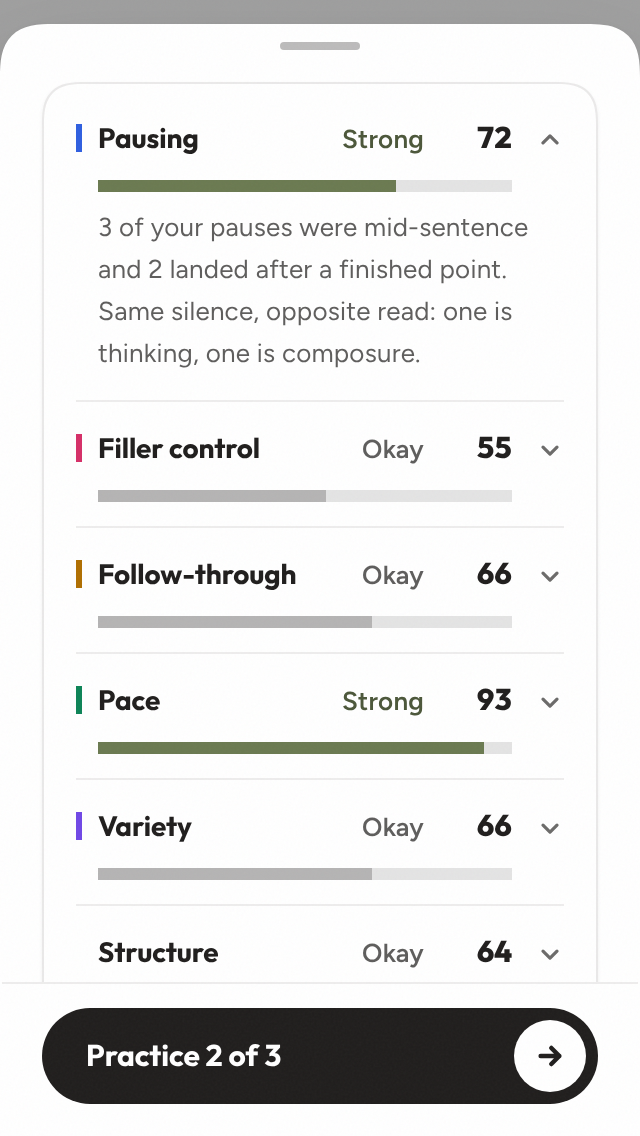 Pausing Strong 72
3 of your pauses were mid-sentence
and 2 landed after a finished point.
Same silence, opposite read: one is
thinking, one is composure.
Filler control Okay 55
Follow-through Okay 66
Pace Strong 93
Variety Okay 66
Structure Okay 64
Practice 2 of 3